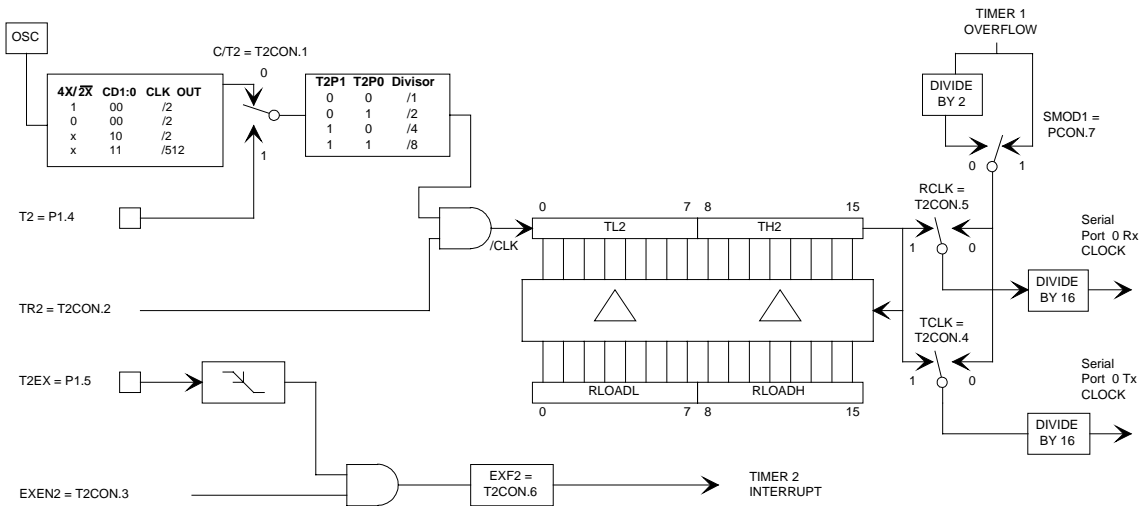 TIMER 1
OVERFLOW
OSC
C/T2 = T2CON.1
0
4X/2X̅ CD1:0 CLK OUT
1 00 /2
0 00 /2
x 10 /2
x 11 /512
T2P1 T2P0 Divisor
0 0 /1
0 1 /2
1 0 /4
1 1 /8
DIVIDE
BY 2
SMOD1 =
PCON.7
1
0 1
T2 = P1.4
RCLK =
T2CON.5
0 7 8 15
TL2 TH2
/CLK
1 0
Serial
Port 0 Rx
CLOCK
DIVIDE
BY 16
TR2 = T2CON.2
TCLK =
T2CON.4
1 0
Serial
Port 0 Tx
CLOCK
T2EX = P1.5
RLOADL RLOADH
0 7 8 15
DIVIDE
BY 16
EXEN2 = T2CON.3
EXF2 =
T2CON.6
TIMER 2
INTERRUPT